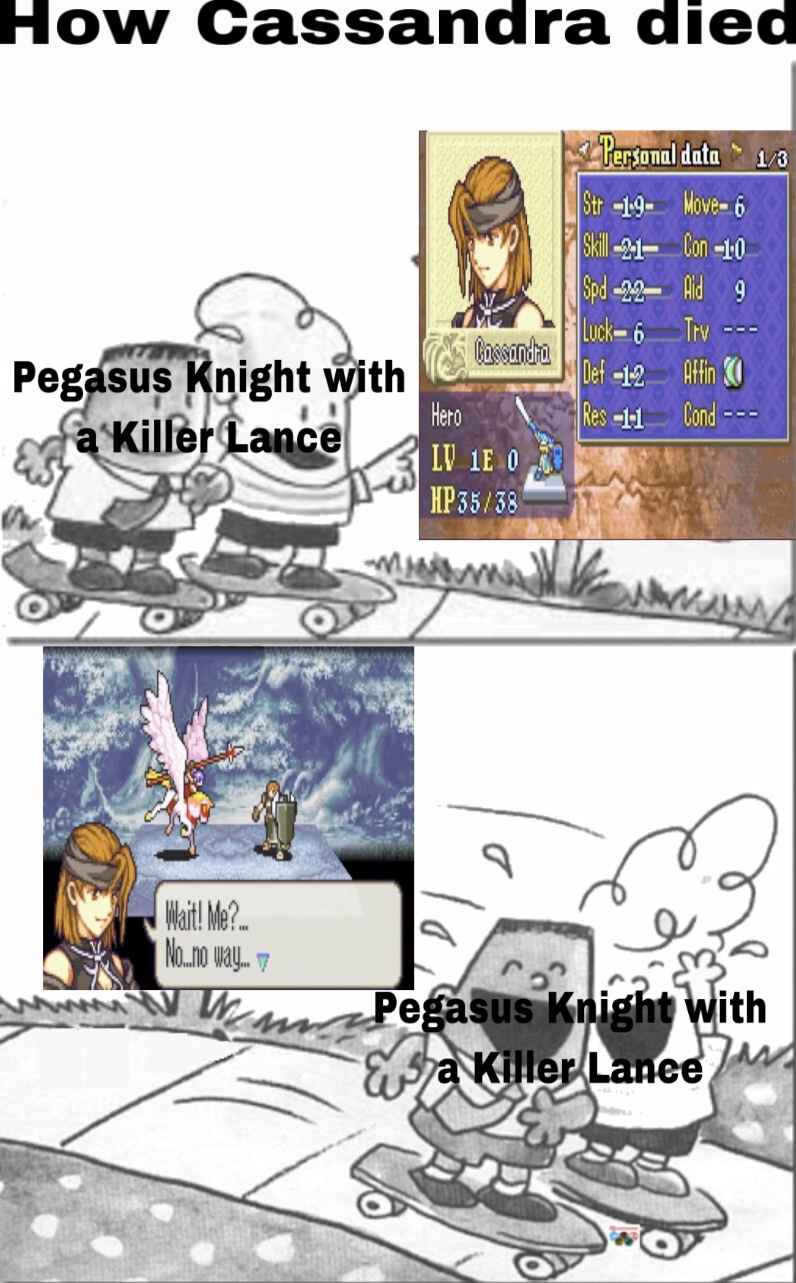 How Cassandra died
Personal data 1/3
Str 19 Move 6
Skill 21 Con 10
Spd 22 Aid 9
Luck 6 Trv ---
Def 12 Affin
Res 11 Cond ---
Cassandra
Hero
LV 1 E 0
HP 35/38
Pegasus Knight with
a Killer Lance
Wait! Me?...
No...no way...
Pegasus Knight with
a Killer Lance